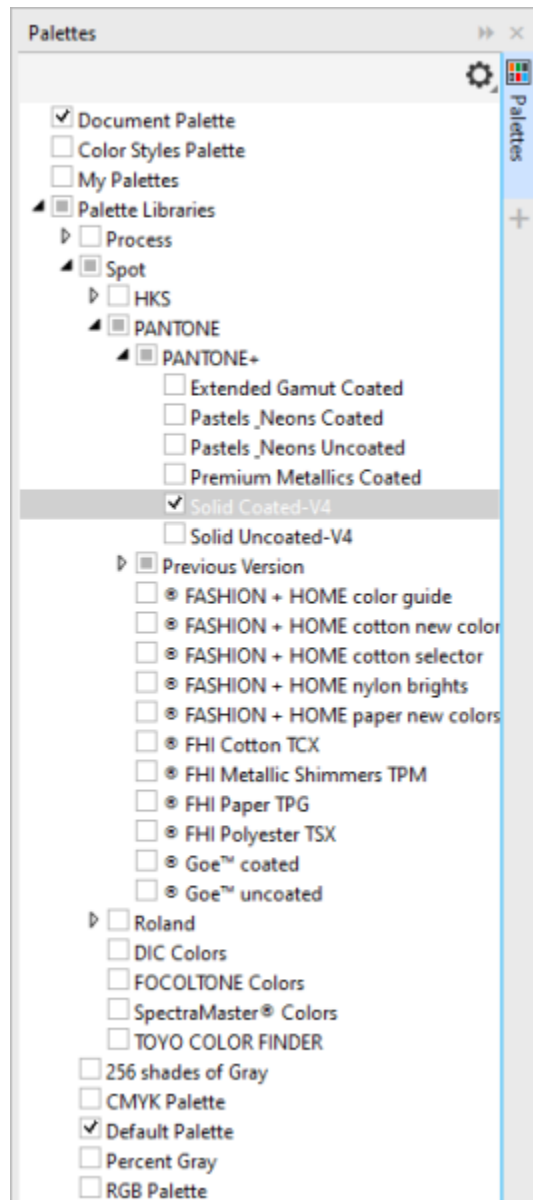 Palettes
Palettes
Document Palette
Color Styles Palette
My Palettes
Palette Libraries
Process
Spot
HKS
PANTONE
PANTONE+
Extended Gamut Coated
Pastels_Neons Coated
Pastels_Neons Uncoated
Premium Metallics Coated
Solid Coated-V4
Solid Uncoated-V4
Previous Version
® FASHION + HOME color guide
® FASHION + HOME cotton new color
® FASHION + HOME cotton selector
® FASHION + HOME nylon brights
® FASHION + HOME paper new colors
® FHI Cotton TCX
® FHI Metallic Shimmers TPM
® FHI Paper TPG
® FHI Polyester TSX
® Goe™ coated
® Goe™ uncoated
Roland
DIC Colors
FOCOLTONE Colors
SpectraMaster® Colors
TOYO COLOR FINDER
256 shades of Gray
CMYK Palette
Default Palette
Percent Gray
RGB Palette